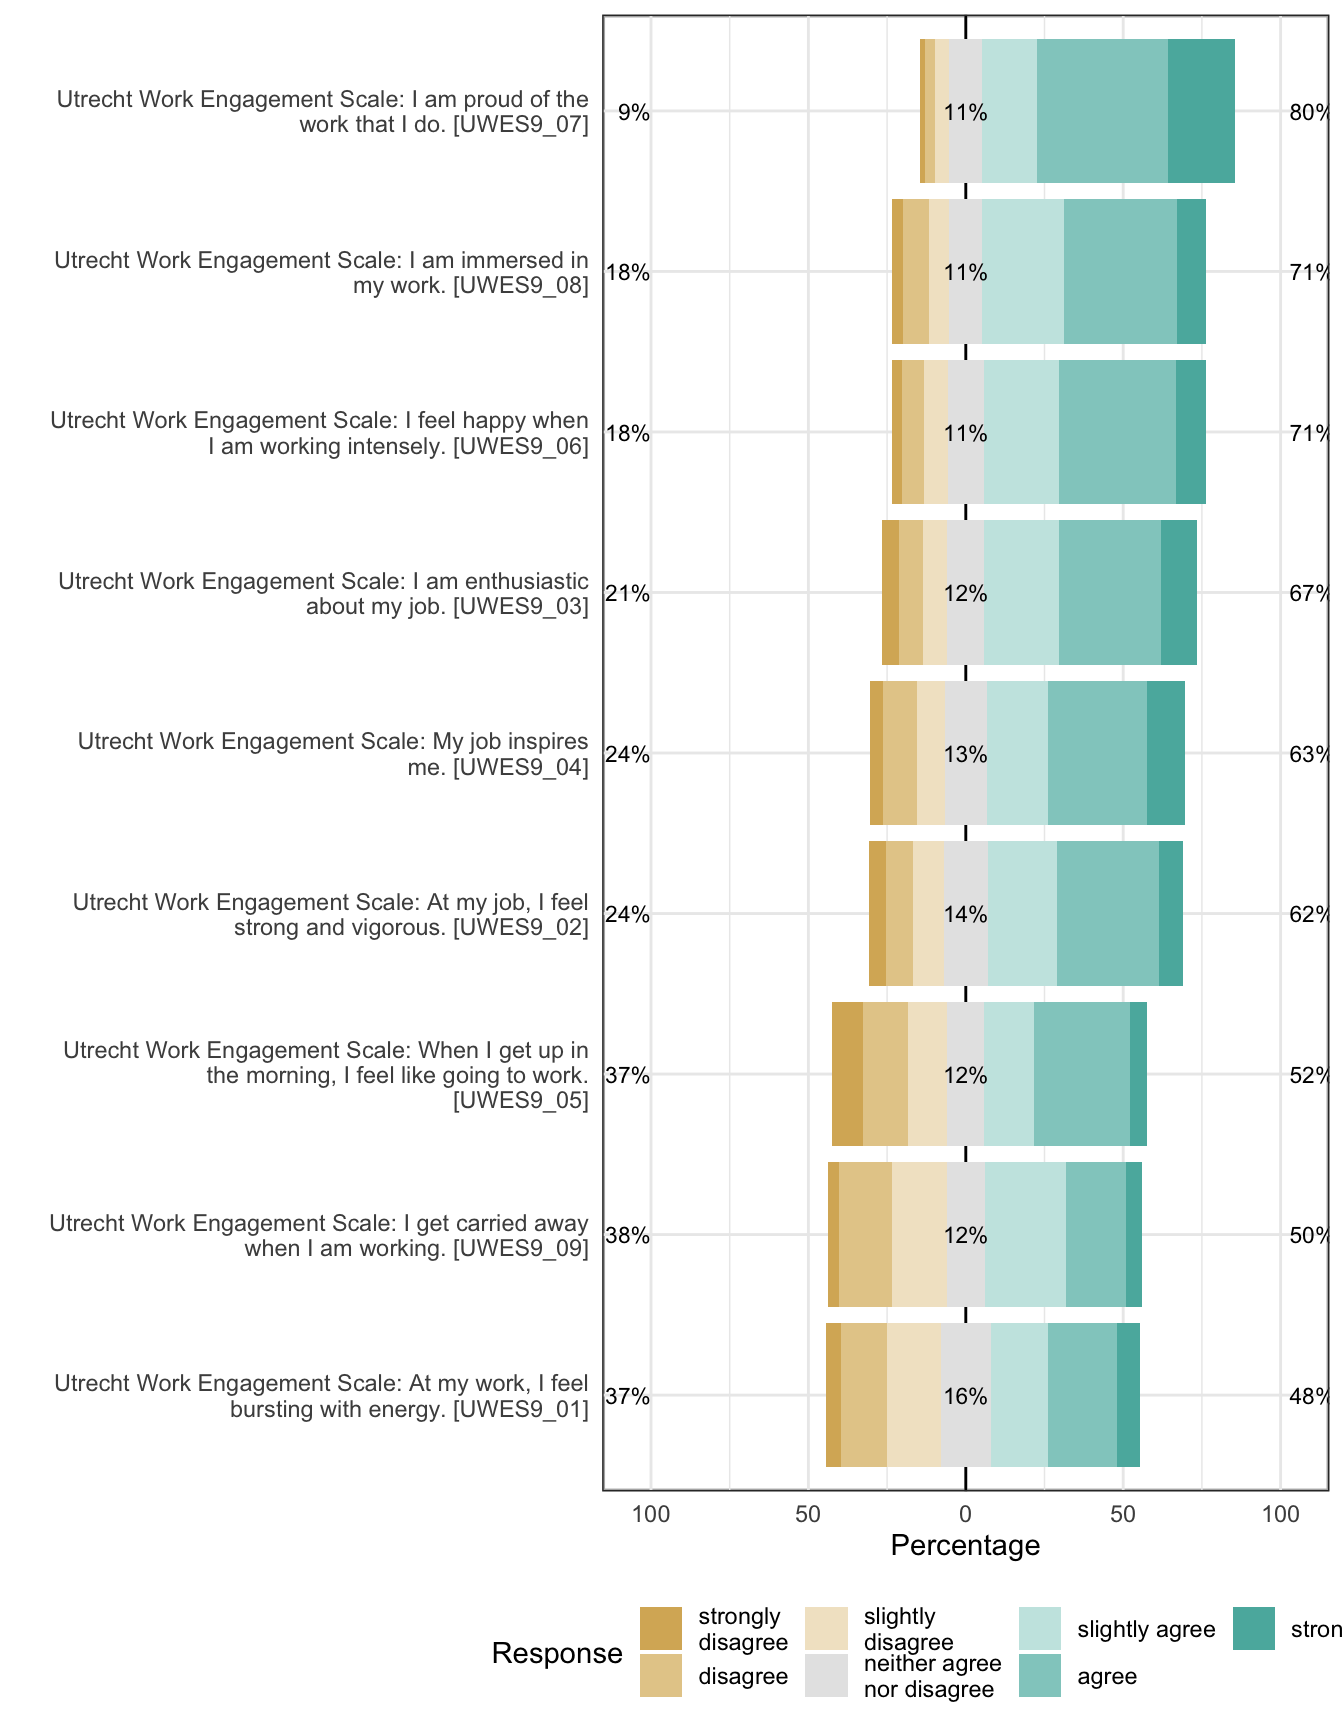 Utrecht Work Engagement Scale: I am proud of the
work that I do. [UWES9_07]
9%
11%
80%
Utrecht Work Engagement Scale: I am immersed in
my work. [UWES9_08]
18%
11%
71%
Utrecht Work Engagement Scale: I feel happy when
I am working intensely. [UWES9_06]
18%
11%
71%
Utrecht Work Engagement Scale: I am enthusiastic
about my job. [UWES9_03]
21%
12%
67%
Utrecht Work Engagement Scale: My job inspires
me. [UWES9_04]
24%
13%
63%
Utrecht Work Engagement Scale: At my job, I feel
strong and vigorous. [UWES9_02]
24%
14%
62%
Utrecht Work Engagement Scale: When I get up in
the morning, I feel like going to work.
[UWES9_05]
37%
12%
52%
Utrecht Work Engagement Scale: I get carried away
when I am working. [UWES9_09]
38%
12%
50%
Utrecht Work Engagement Scale: At my work, I feel
bursting with energy. [UWES9_01]
37%
16%
48%
100 50 0 50 100
Percentage
Response
strongly
disagree
disagree
slightly
disagree
neither agree
nor disagree
slightly agree
agree
stron